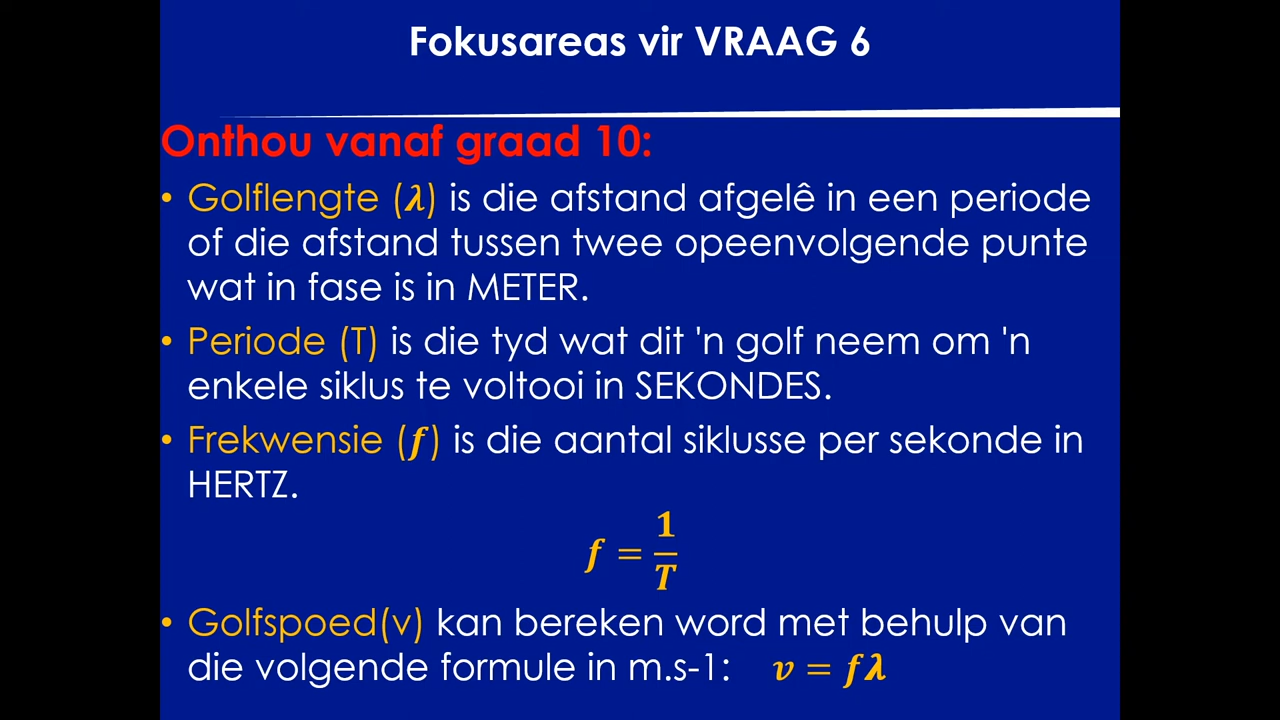 Fokusareas vir VRAAG 6
Onthou vanaf graad 10:
• Golflengte (λ) is die afstand afgelê in een periode
of die afstand tussen twee opeenvolgende punte
wat in fase is in METER.
• Periode (T) is die tyd wat dit 'n golf neem om 'n
enkele siklus te voltooi in SEKONDES.
• Frekwensie (f) is die aantal siklusse per sekonde in
HERTZ.
f = 1/T
• Golfspoed(v) kan bereken word met behulp van
die volgende formule in m.s-1: v = fλ